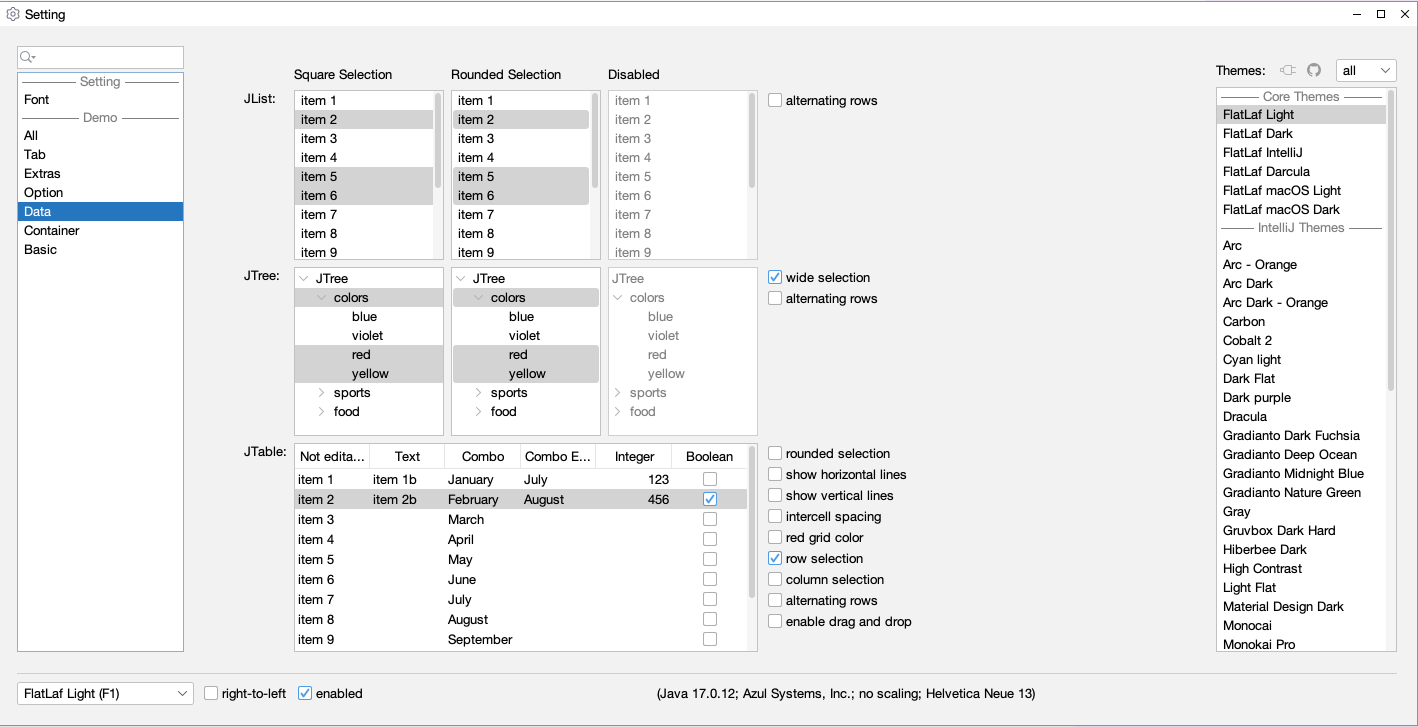 Setting
Setting
Font
Demo
All
Tab
Extras
Option
Data
Container
Basic
Square Selection
Rounded Selection
Disabled
JList:
item 1
item 2
item 3
item 4
item 5
item 6
item 7
item 8
item 9
item 1
item 2
item 3
item 4
item 5
item 6
item 7
item 8
item 9
item 1
item 2
item 3
item 4
item 5
item 6
item 7
item 8
item 9
alternating rows
JTree:
JTree
colors
blue
violet
red
yellow
sports
food
JTree
colors
blue
violet
red
yellow
sports
food
JTree
colors
blue
violet
red
yellow
sports
food
wide selection
alternating rows
JTable:
Not edita... Text Combo Combo E... Integer Boolean
item 1 item 1b January July 123
item 2 item 2b February August 456
item 3 March
item 4 April
item 5 May
item 6 June
item 7 July
item 8 August
item 9 September
rounded selection
show horizontal lines
show vertical lines
intercell spacing
red grid color
row selection
column selection
alternating rows
enable drag and drop
Themes: all
Core Themes
FlatLaf Light
FlatLaf Dark
FlatLaf IntelliJ
FlatLaf Darcula
FlatLaf macOS Light
FlatLaf macOS Dark
IntelliJ Themes
Arc
Arc - Orange
Arc Dark
Arc Dark - Orange
Carbon
Cobalt 2
Cyan light
Dark Flat
Dark purple
Dracula
Gradianto Dark Fuchsia
Gradianto Deep Ocean
Gradianto Midnight Blue
Gradianto Nature Green
Gray
Gruvbox Dark Hard
Hiberbee Dark
High Contrast
Light Flat
Material Design Dark
Monocai
Monokai Pro
FlatLaf Light (F1)
right-to-left
enabled
(Java 17.0.12; Azul Systems, Inc.; no scaling; Helvetica Neue 13)